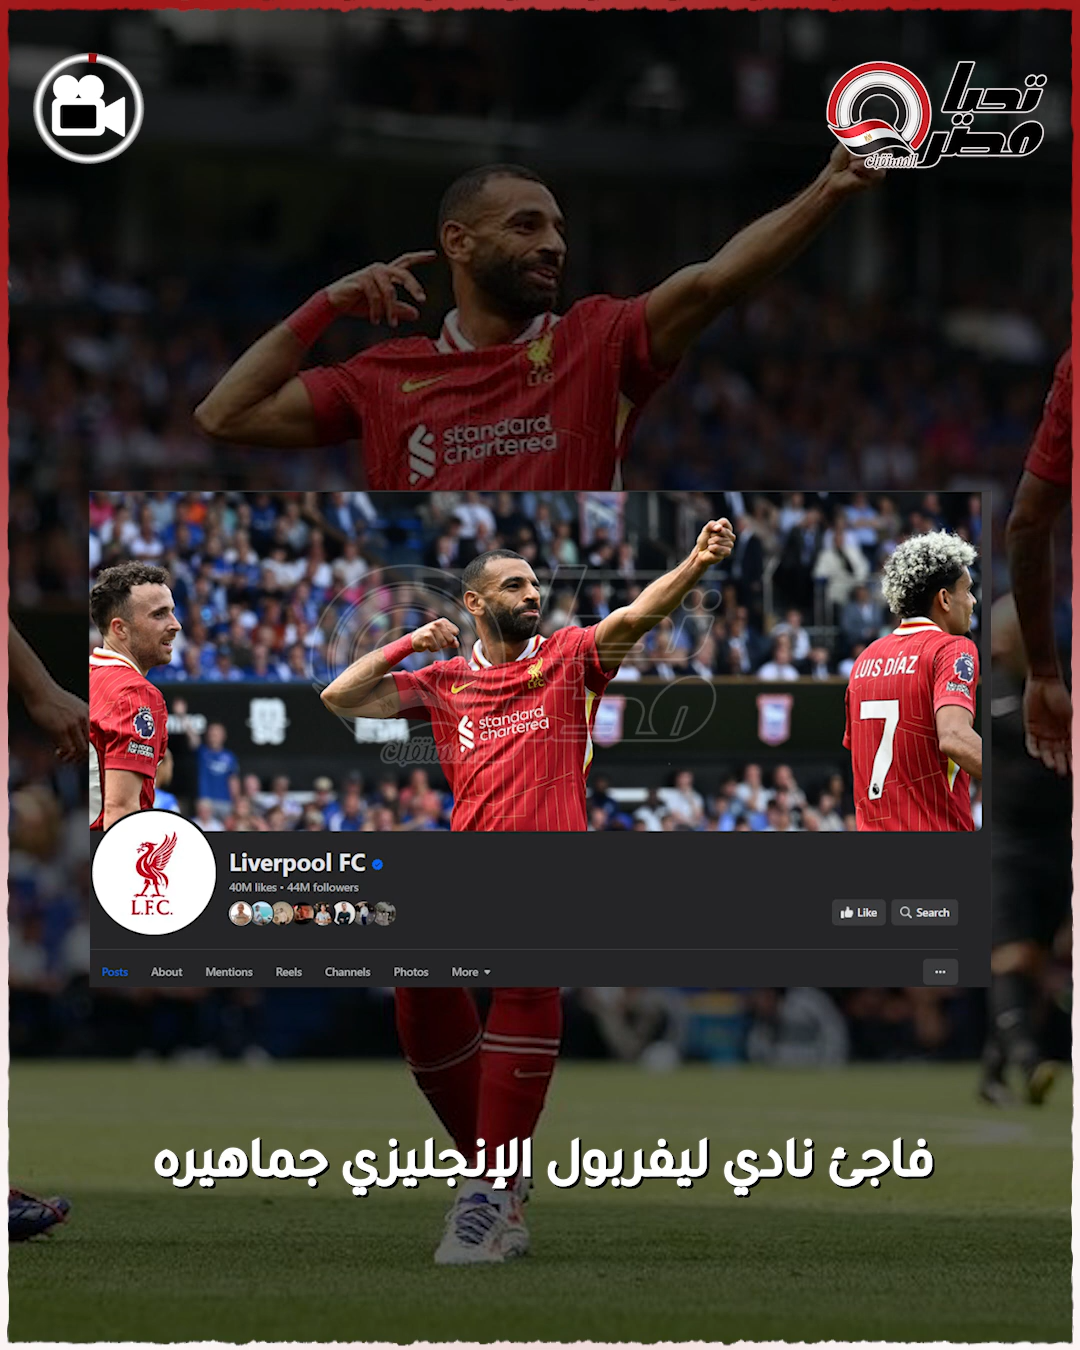 تحيا
مصر
المستقبل
standard
chartered
LUIS DÍAZ
7
standard
chartered
L.F.C.
Liverpool FC
40M likes • 44M followers
Like
Search
Posts
About
Mentions
Reels
Channels
Photos
More
فاجئ نادي ليفربول الإنجليزي جماهيره